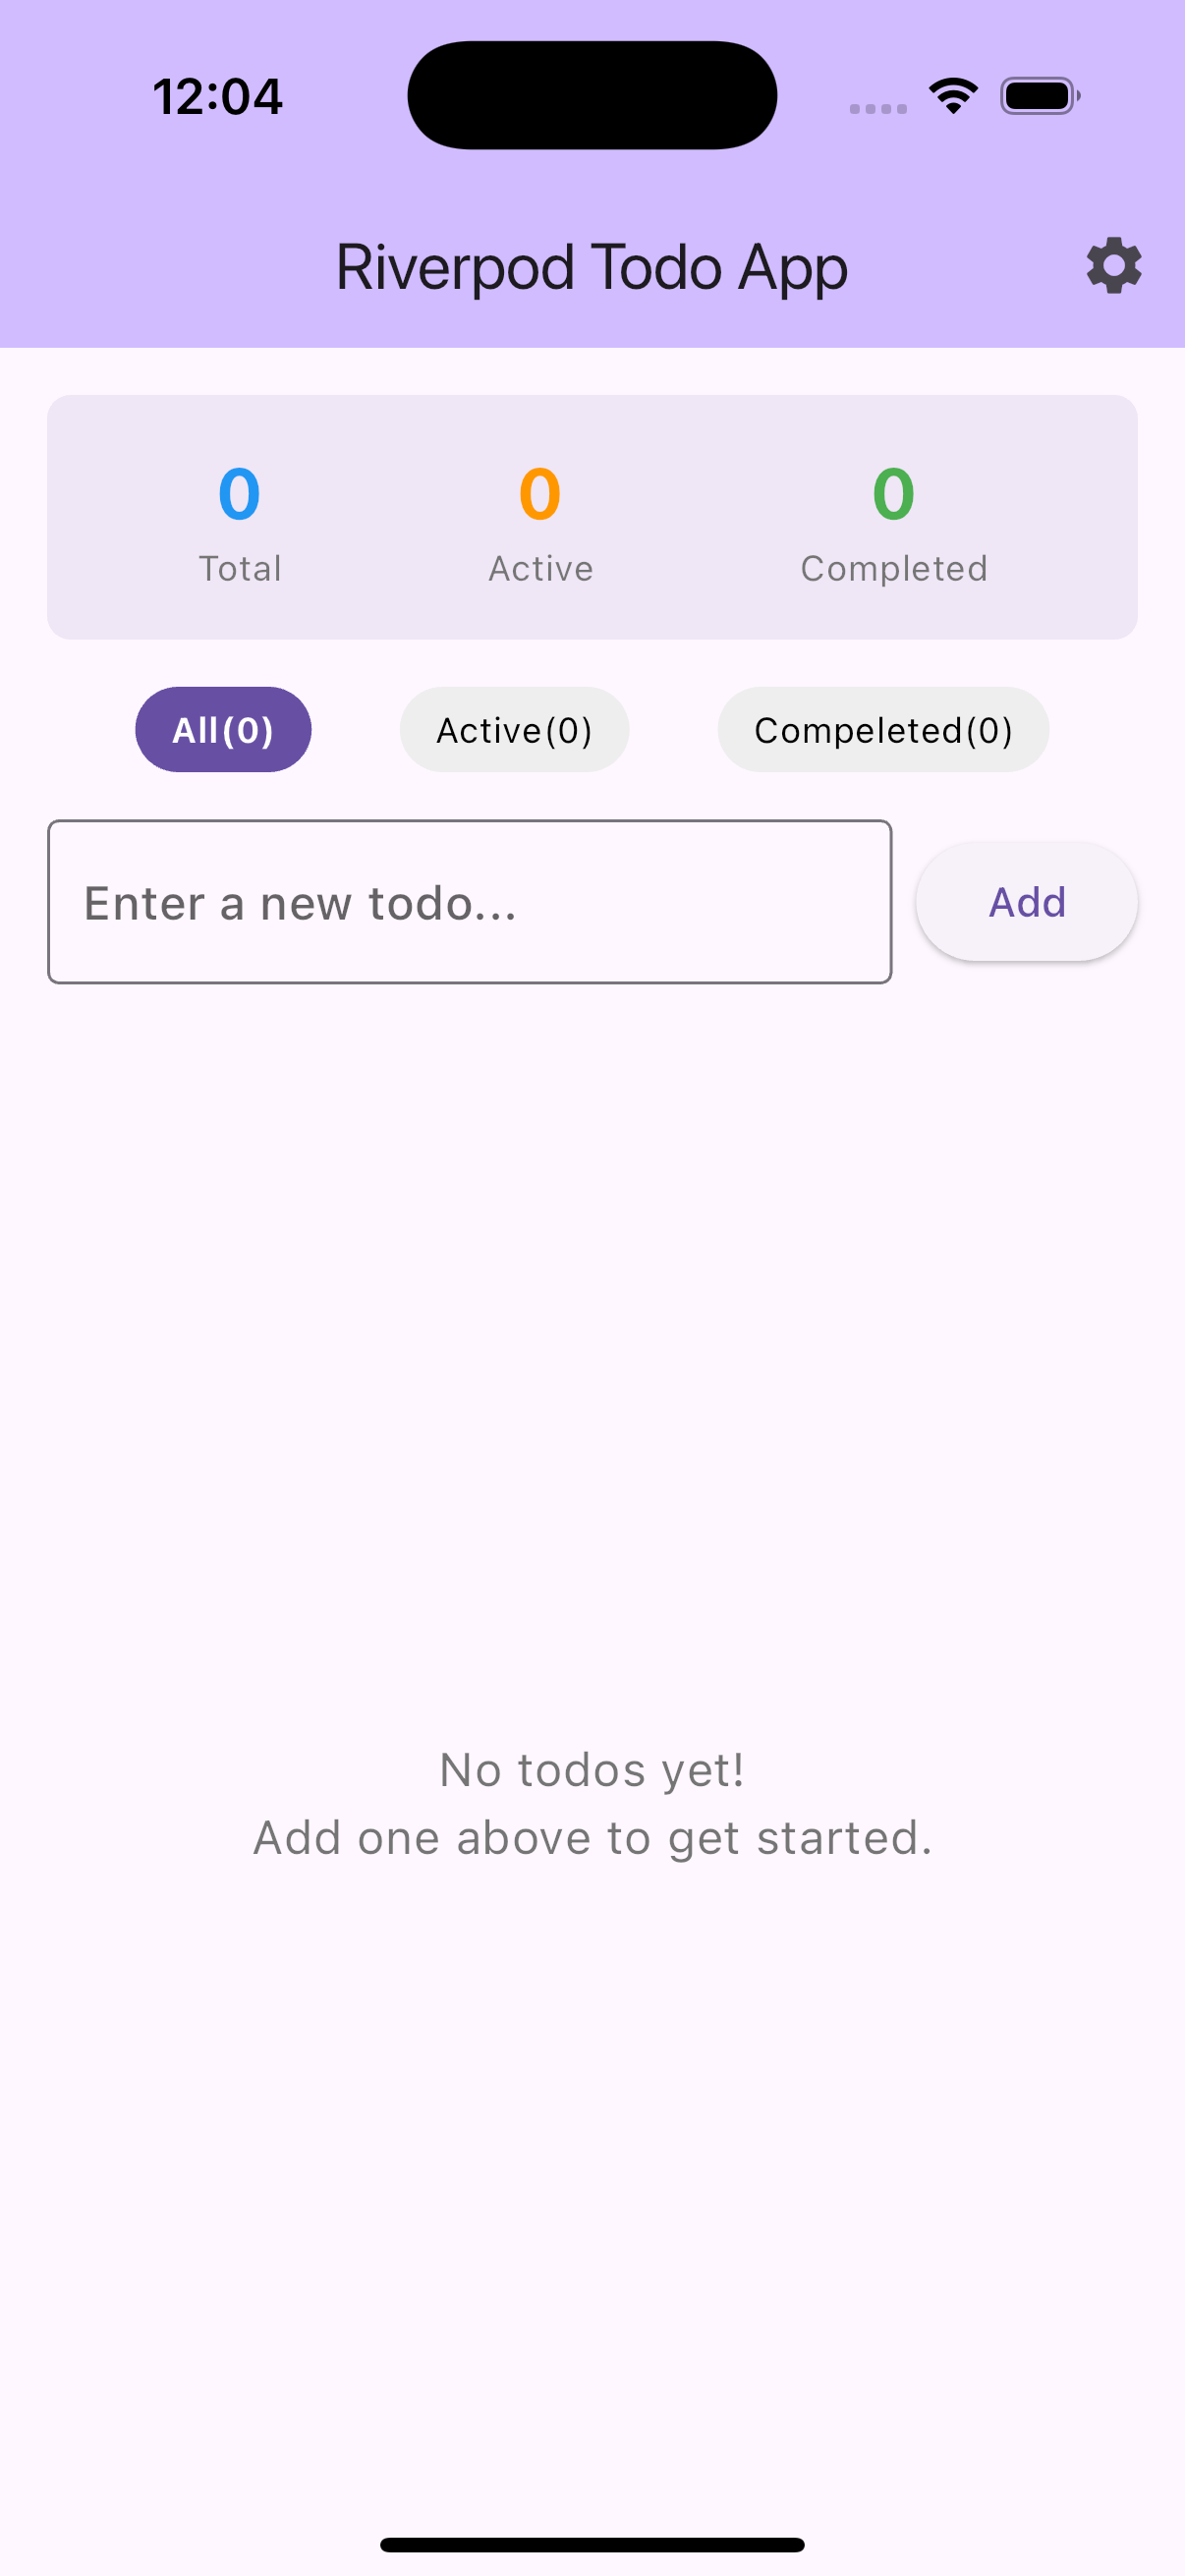 12:04
Riverpod Todo App
0 0 0
Total Active Completed
All(0) Active(0) Compeleted(0)
Enter a new todo... Add
No todos yet!
Add one above to get started.